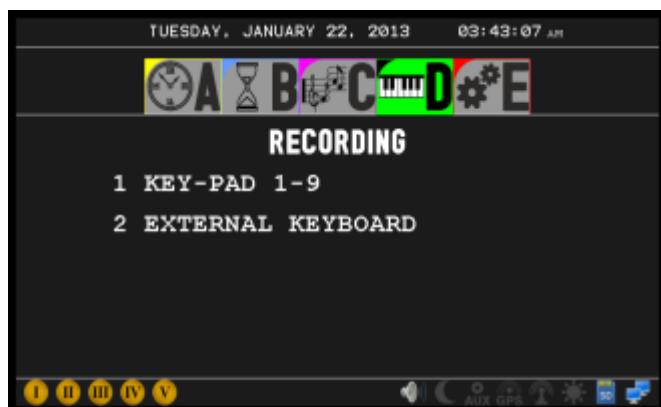 TUESDAY, JANUARY 22, 2013 03:43:07 AM
A B C D E
RECORDING
1 KEY-PAD 1-9
2 EXTERNAL KEYBOARD
I II III IV V AUX GPS SD